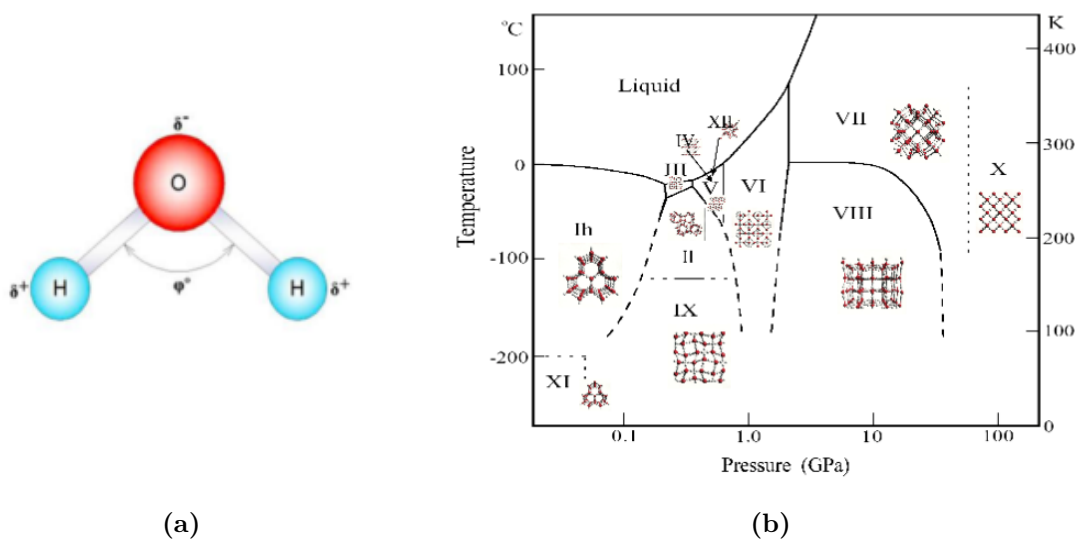 δ-
O
H
H
δ+
δ+
φ°
(a)
°C
K
100
0
-100
-200
Temperature
400
300
200
100
0
Liquid
XII
IV
III
V
VI
VII
X
VIII
Ih
II
IX
XI
0.1
1.0
10
100
Pressure (GPa)
(b)